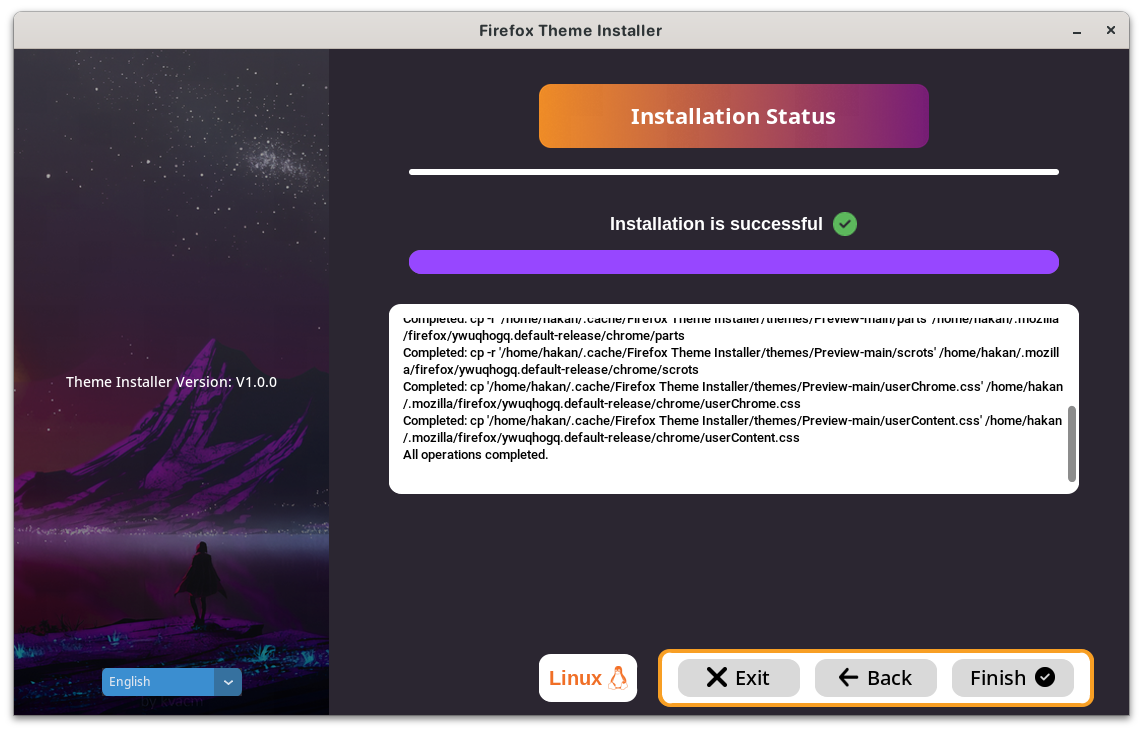 Firefox Theme Installer
Installation Status
Installation is successful
Completed: cp -r '/home/hakan/.cache/Firefox Theme Installer/themes/Preview-main/parts' '/home/hakan/.mozilla
/firefox/ywuqhogq.default-release/chrome/parts
Completed: cp -r '/home/hakan/.cache/Firefox Theme Installer/themes/Preview-main/scrots' /home/hakan/.mozill
a/firefox/ywuqhogq.default-release/chrome/scrots
Completed: cp '/home/hakan/.cache/Firefox Theme Installer/themes/Preview-main/userChrome.css' /home/hakan
/.mozilla/firefox/ywuqhogq.default-release/chrome/userChrome.css
Completed: cp '/home/hakan/.cache/Firefox Theme Installer/themes/Preview-main/userContent.css' /home/hakan
/.mozilla/firefox/ywuqhogq.default-release/chrome/userContent.css
All operations completed.
Theme Installer Version: V1.0.0
English
Linux
Exit
Back
Finish